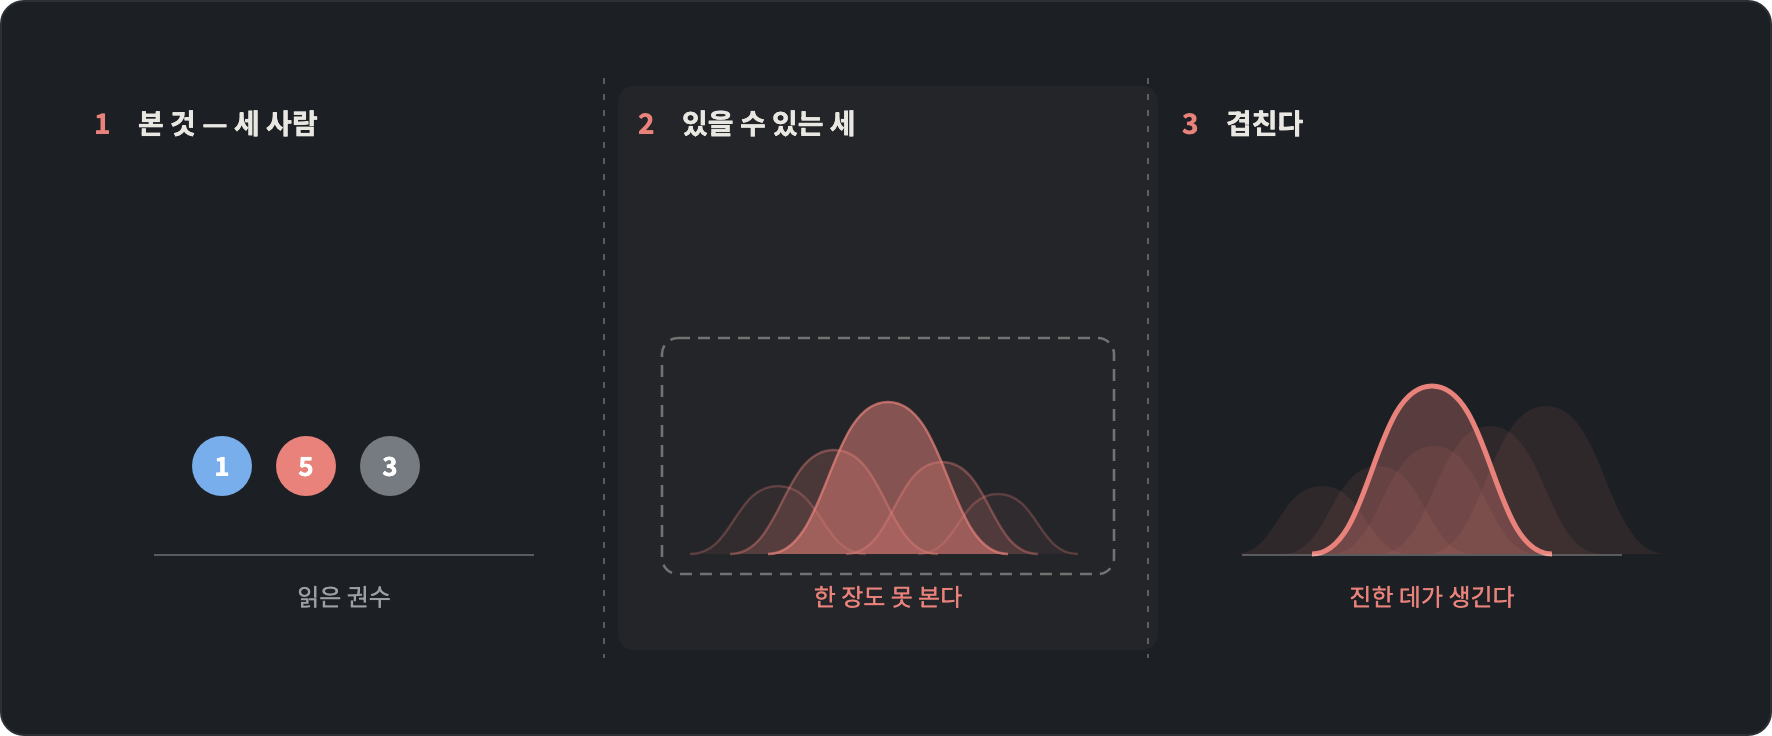 1 본 것 — 세 사람
1 5 3
읽은 권수
2 있을 수 있는 세
한 장도 못 본다
3 겹친다
진한 데가 생긴다